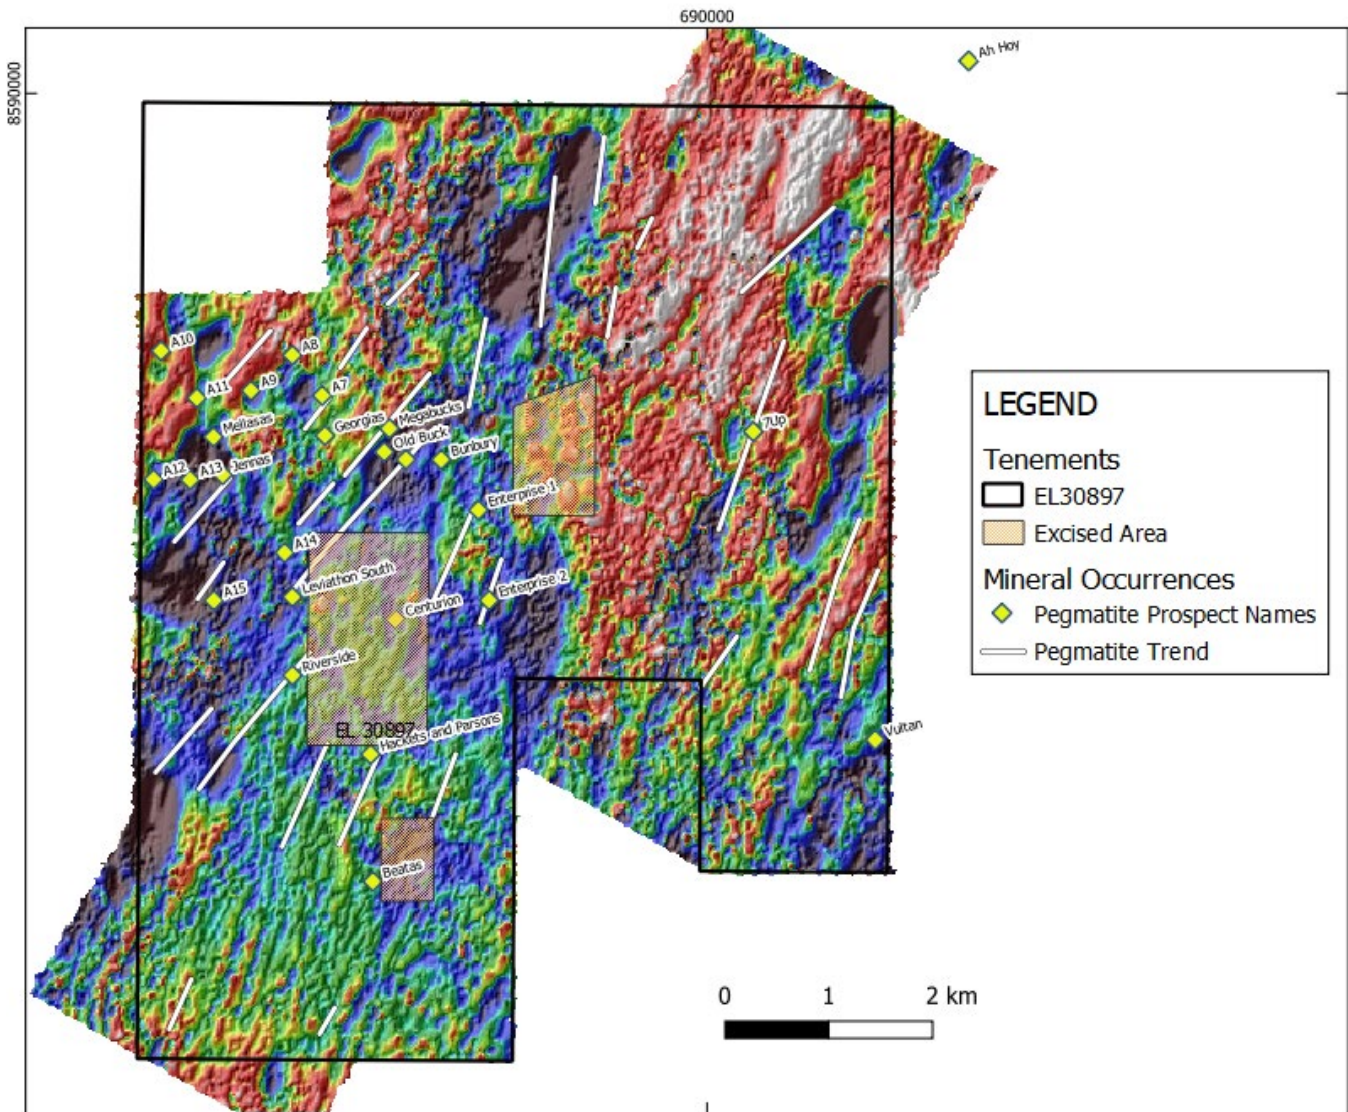 690000
8590000
Ah Hoy
A10
A8
A11
A9
A7
Mellasas
Georgias
Megabucks
Old Buck
Bunbury
7Up
A12
A13
Jennas
Enterprise 1
A14
Leviathon South
A15
Centurion
Enterprise 2
Riverside
EL 30897
Hackets and Parsons
Vultan
Beatas
LEGEND
Tenements
EL30897
Excised Area
Mineral Occurrences
Pegmatite Prospect Names
Pegmatite Trend
0 1 2 km